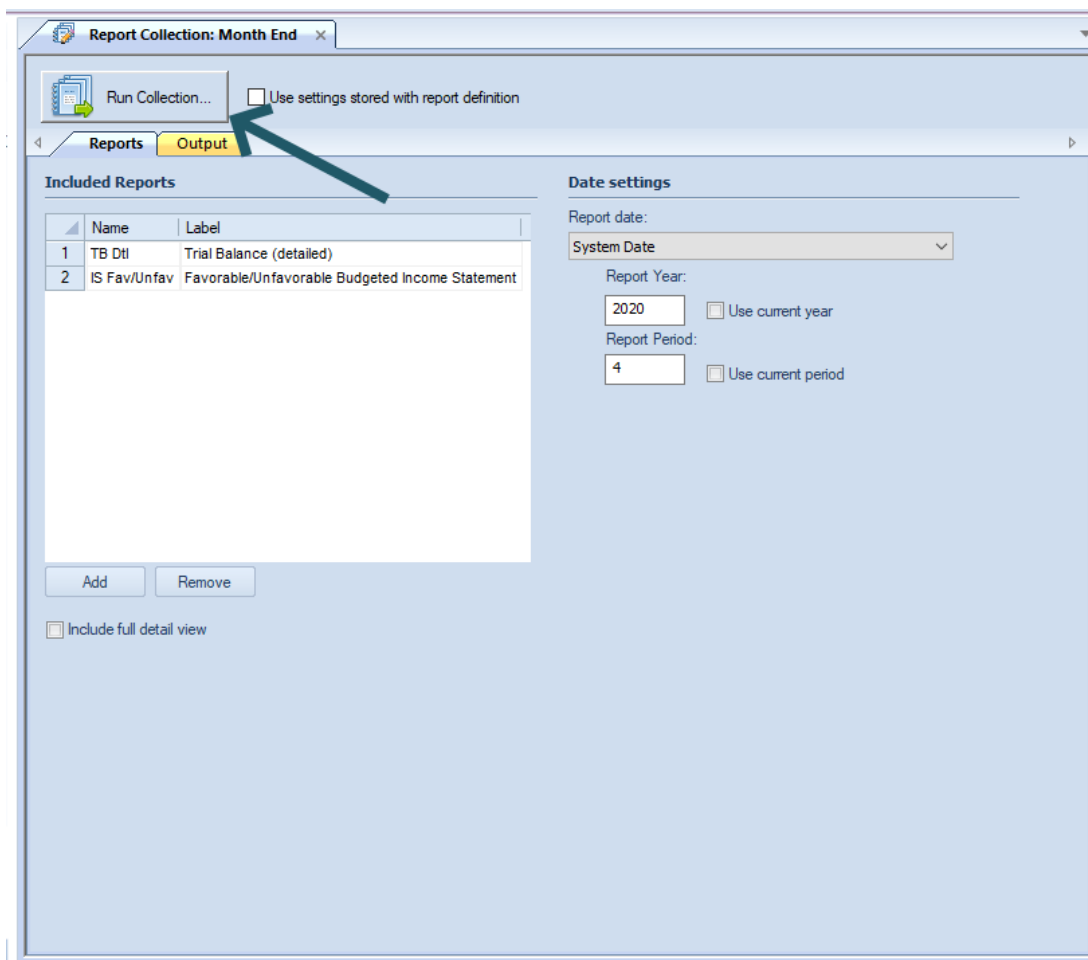 Report Collection: Month End
Run Collection...
Use settings stored with report definition
Reports
Output
Included Reports
Name Label
1 TB Dtl Trial Balance (detailed)
2 IS Fav/Unfav Favorable/Unfavorable Budgeted Income Statement
Add
Remove
Include full detail view
Date settings
Report date:
System Date
Report Year:
2020
Use current year
Report Period:
4
Use current period